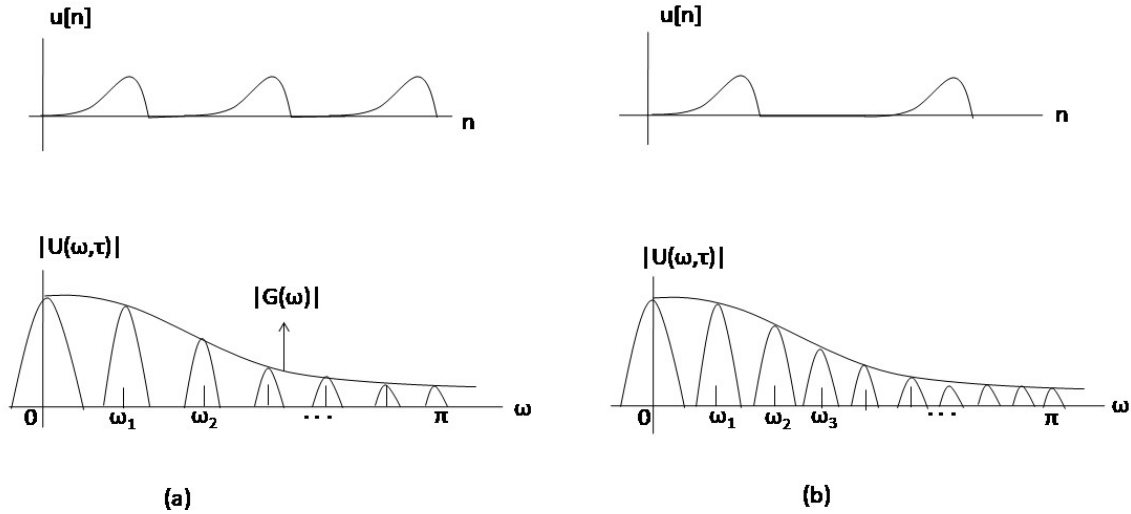 u[n]
n
|U(ω,τ)|
|G(ω)|
0 ω₁ ω₂ ... π ω
(a)
u[n]
n
|U(ω,τ)|
0 ω₁ ω₂ ω₃ ... π ω
(b)